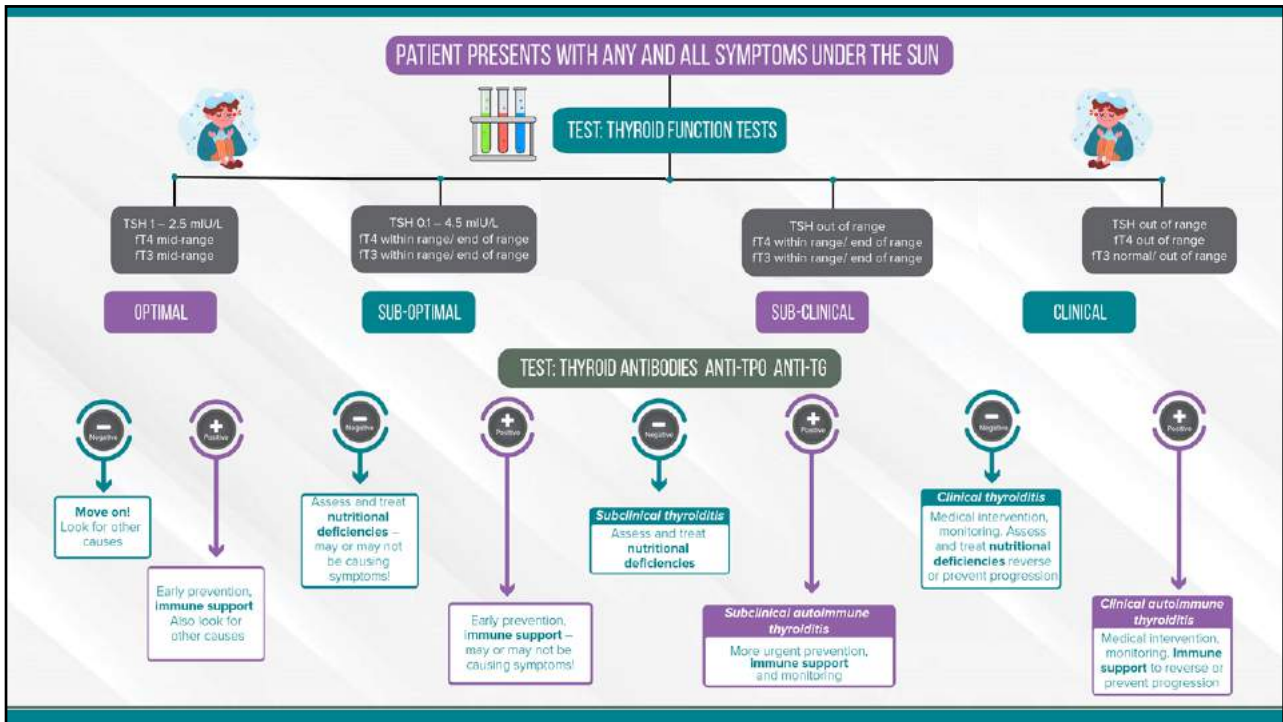 PATIENT PRESENTS WITH ANY AND ALL SYMPTOMS UNDER THE SUN
TEST: THYROID FUNCTION TESTS
TSH 1 – 2.5 mIU/L
fT4 mid-range
fT3 mid-range
TSH 0.1 – 4.5 mIU/L
fT4 within range/ end of range
fT3 within range/ end of range
TSH out of range
fT4 within range/ end of range
fT3 within range/ end of range
TSH out of range
fT4 out of range
fT3 normal/ out of range
OPTIMAL
SUB-OPTIMAL
SUB-CLINICAL
CLINICAL
TEST: THYROID ANTIBODIES ANTI-TPO ANTI-TG
Negative
Move on!
Look for other
causes
Positive
Early prevention,
immune support
Also look for
other causes
Negative
Assess and treat
nutritional
deficiencies –
may or may not
be causing
symptoms!
Positive
Early prevention,
immune support –
may or may not be
causing symptoms!
Negative
Subclinical thyroiditis
Assess and treat
nutritional
deficiencies
Positive
Subclinical autoimmune
thyroiditis
More urgent prevention,
immune support
and monitoring
Negative
Clinical thyroiditis
Medical intervention,
monitoring. Assess
and treat nutritional
deficiencies reverse
or prevent progression
Positive
Clinical autoimmune
thyroiditis
Medical intervention,
monitoring. Immune
support to reverse or
prevent progression